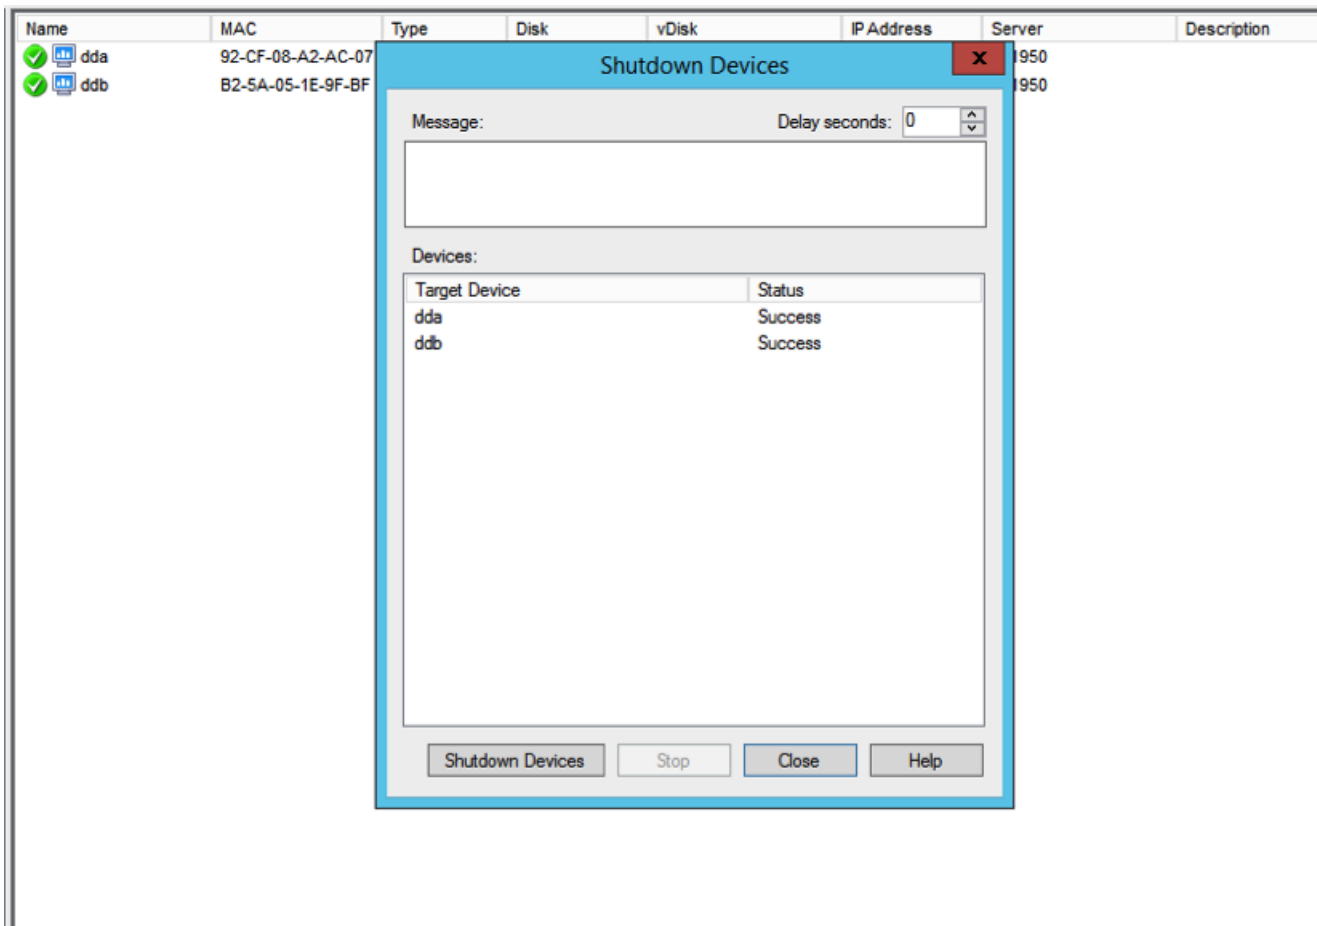 Name MAC Type Disk vDisk IP Address Server Description
dda 92-CF-08-A2-AC-07 1950
ddb B2-5A-05-1E-9F-BF 1950
Shutdown Devices X
Message: Delay seconds: 0
Devices:
Target Device Status
dda Success
ddb Success
Shutdown Devices Stop Close Help